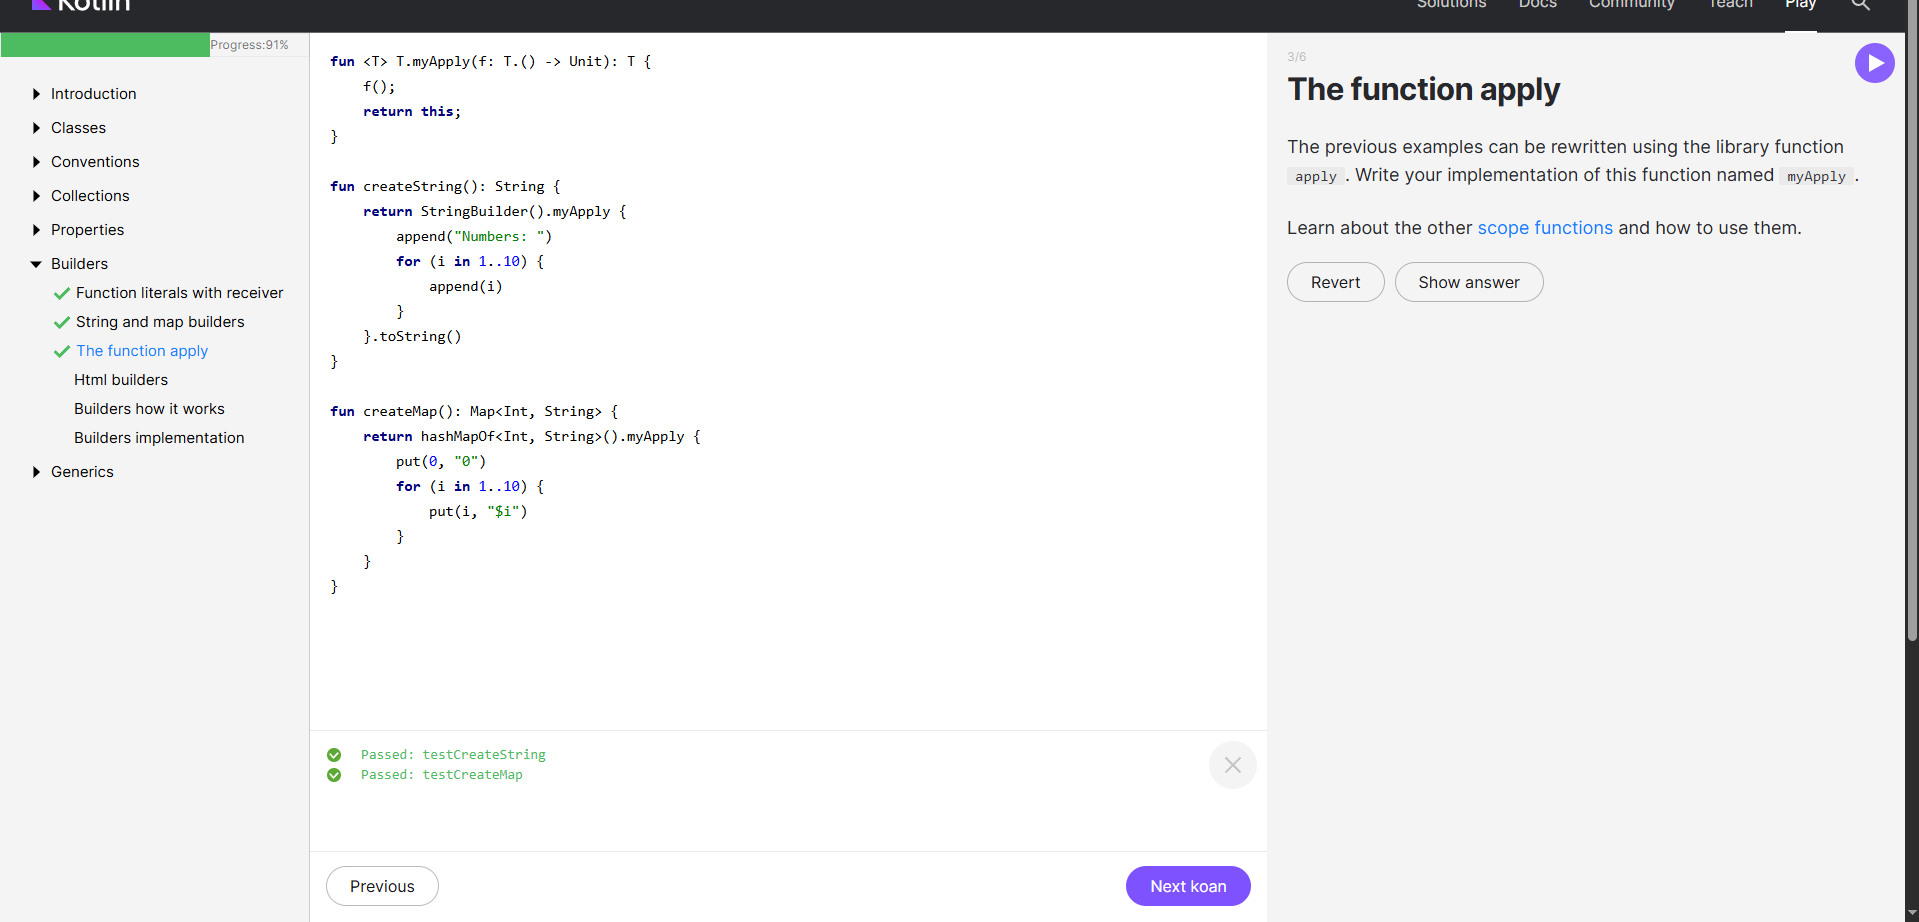 Kotlin
Solutions Docs Community Teach Play
Progress:91%
Introduction
Classes
Conventions
Collections
Properties
Builders
Function literals with receiver
String and map builders
The function apply
Html builders
Builders how it works
Builders implementation
Generics
fun <T> T.myApply(f: T.() -> Unit): T {
    f();
    return this;
}

fun createString(): String {
    return StringBuilder().myApply {
        append("Numbers: ")
        for (i in 1..10) {
            append(i)
        }
    }.toString()
}

fun createMap(): Map<Int, String> {
    return hashMapOf<Int, String>().myApply {
        put(0, "0")
        for (i in 1..10) {
            put(i, "$i")
        }
    }
}
Passed: testCreateString
Passed: testCreateMap
Previous
Next koan
3/6
The function apply
The previous examples can be rewritten using the library function
apply . Write your implementation of this function named myApply .
Learn about the other scope functions and how to use them.
Revert
Show answer